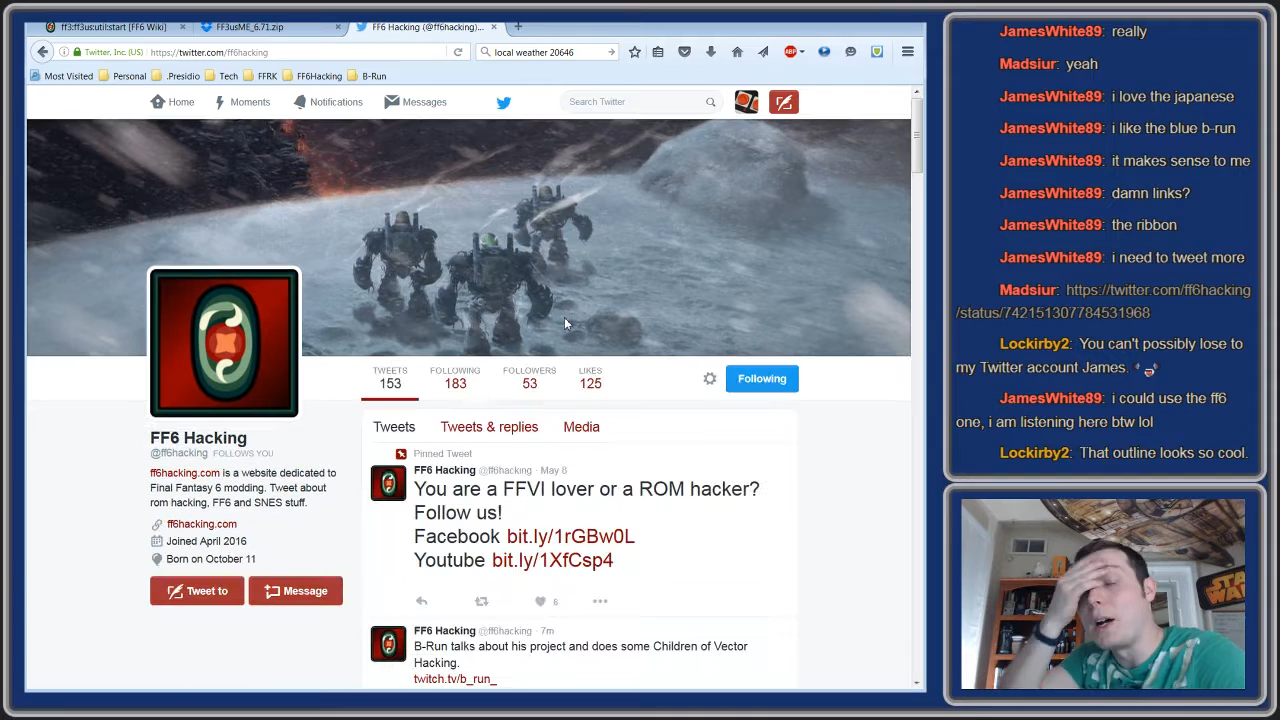 ff3:ff3us:util:start [FF6 Wiki]
FF3usME_6.71.zip
FF6 Hacking (@ff6hacking)...
Twitter, Inc. (US)
https://twitter.com/ff6hacking
local weather 20646
ABP
Most Visited
Personal
.Presidio
Tech
FFRK
FF6Hacking
B-Run
Home
Moments
Notifications
Messages
Search Twitter
TWEETS
153
FOLLOWING
183
FOLLOWERS
53
LIKES
125
Following
FF6 Hacking
@ff6hacking FOLLOWS YOU
ff6hacking.com is a website dedicated to
Final Fantasy 6 modding. Tweet about
rom hacking, FF6 and SNES stuff.
ff6hacking.com
Joined April 2016
Born on October 11
Tweet to
Message
Tweets
Tweets & replies
Media
Pinned Tweet
FF6 Hacking @ff6hacking · May 8
You are a FFVI lover or a ROM hacker?
Follow us!
Facebook bit.ly/1rGBw0L
Youtube bit.ly/1XfCsp4
6
FF6 Hacking @ff6hacking · 7m
B-Run talks about his project and does some Children of Vector
Hacking.
twitch.tv/b_run_
JamesWhite89: really
Madsiur: yeah
JamesWhite89: i love the japanese
JamesWhite89: i like the blue b-run
JamesWhite89: it makes sense to me
JamesWhite89: damn links?
JamesWhite89: the ribbon
JamesWhite89: i need to tweet more
Madsiur: https://twitter.com/ff6hacking
/status/742151307784531968
Lockirby2: You can't possibly lose to
my Twitter account James.
JamesWhite89: i could use the ff6
one, i am listening here btw lol
Lockirby2: That outline looks so cool.
STAR
WAR